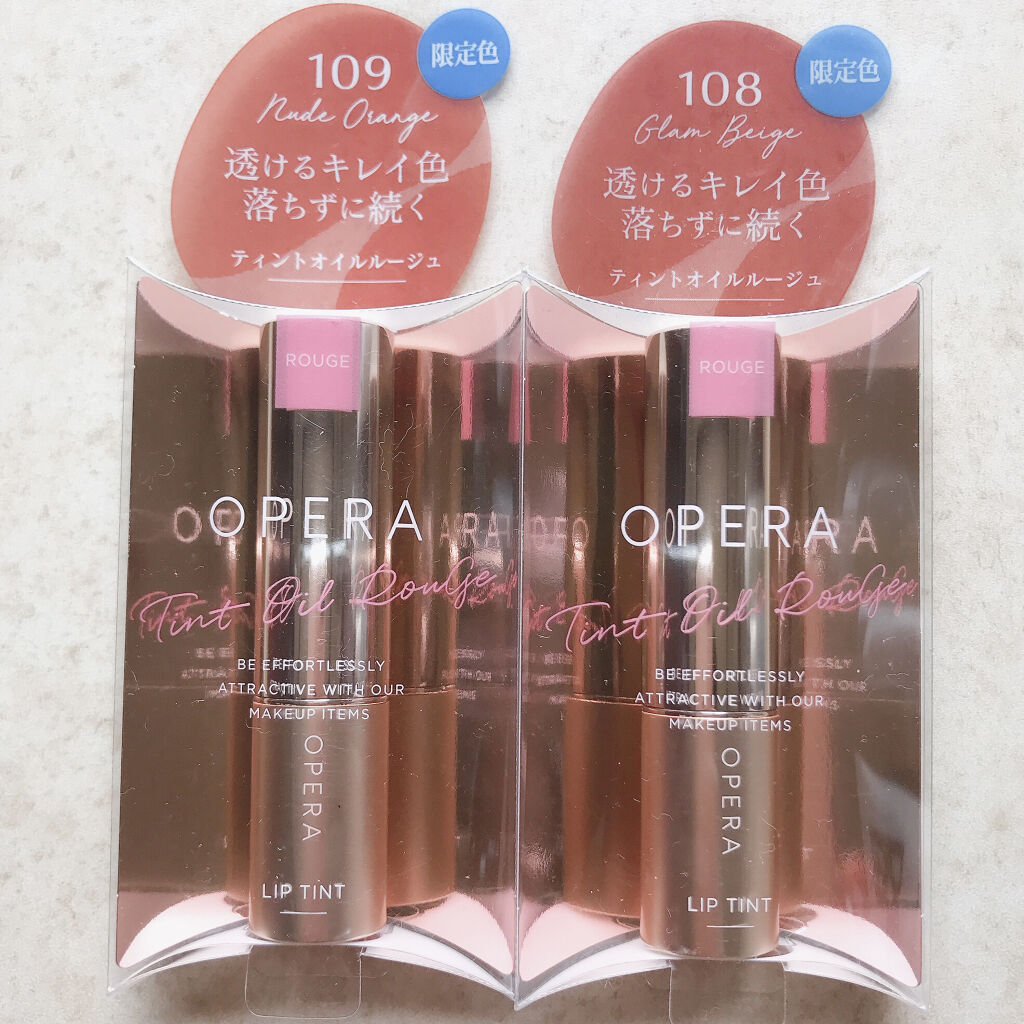 109
Nude Orange
限定色
透けるキレイ色
落ちずに続く
ティントオイルルージュ
ROUGE
OPERA
Tint Oil Rouge
BE EFFORTLESSLY
ATTRACTIVE WITH OUR
MAKEUP ITEMS
OPERA
LIP TINT
108
Glam Beige
限定色
透けるキレイ色
落ちずに続く
ティントオイルルージュ
ROUGE
OPERA
Tint Oil Rouge
BE EFFORTLESSLY
ATTRACTIVE WITH OUR
MAKEUP ITEMS
OPERA
LIP TINT